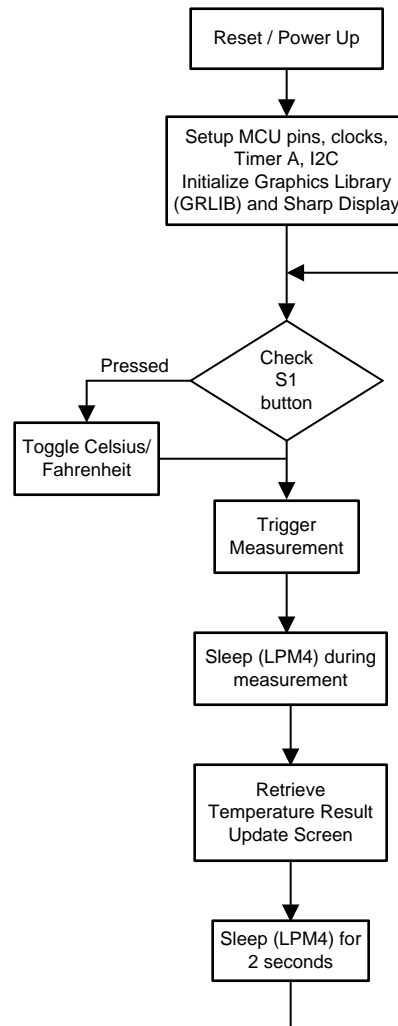 Reset / Power Up
Setup MCU pins, clocks,
Timer A, I2C
Initialize Graphics Library
(GRLIB) and Sharp Display
Check
S1
button
Pressed
Toggle Celsius/
Fahrenheit
Trigger
Measurement
Sleep (LPM4) during
measurement
Retrieve
Temperature Result
Update Screen
Sleep (LPM4) for
2 seconds